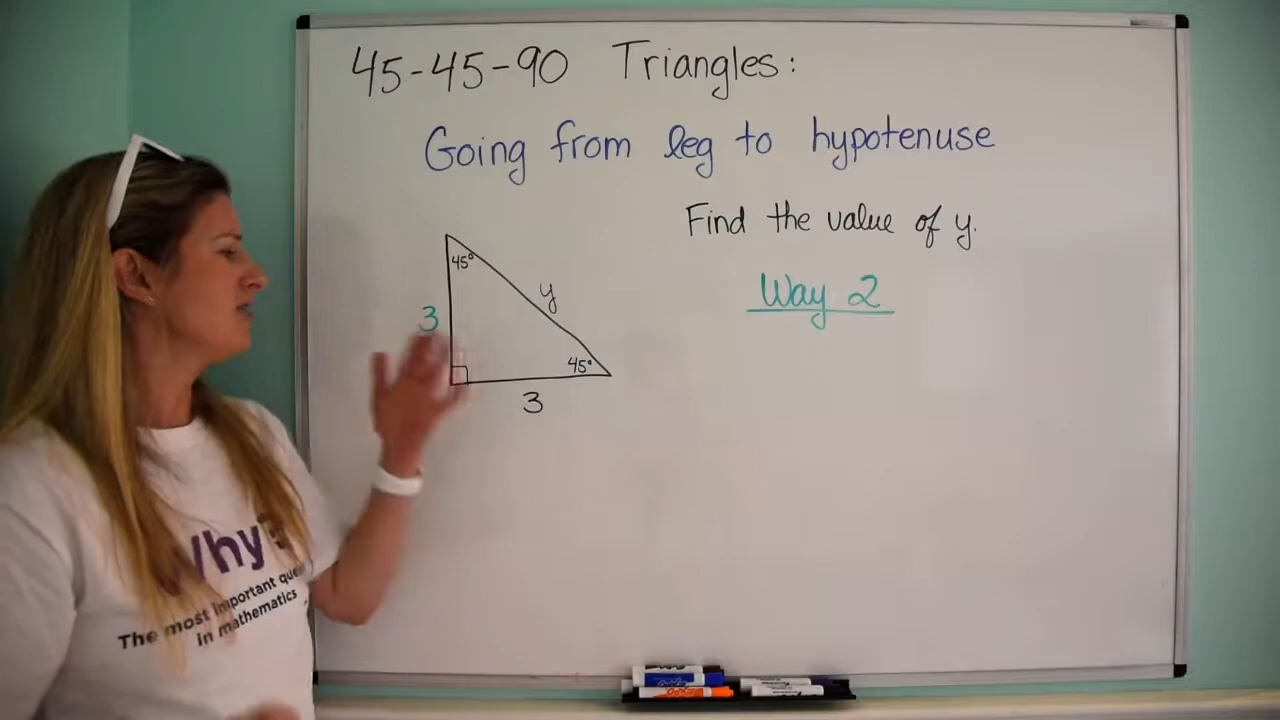 45-45-90 Triangles:
Going from leg to hypotenuse
Find the value of y.
Way 2
45°
y
3
45°
3
Why
The most important
in mathematics